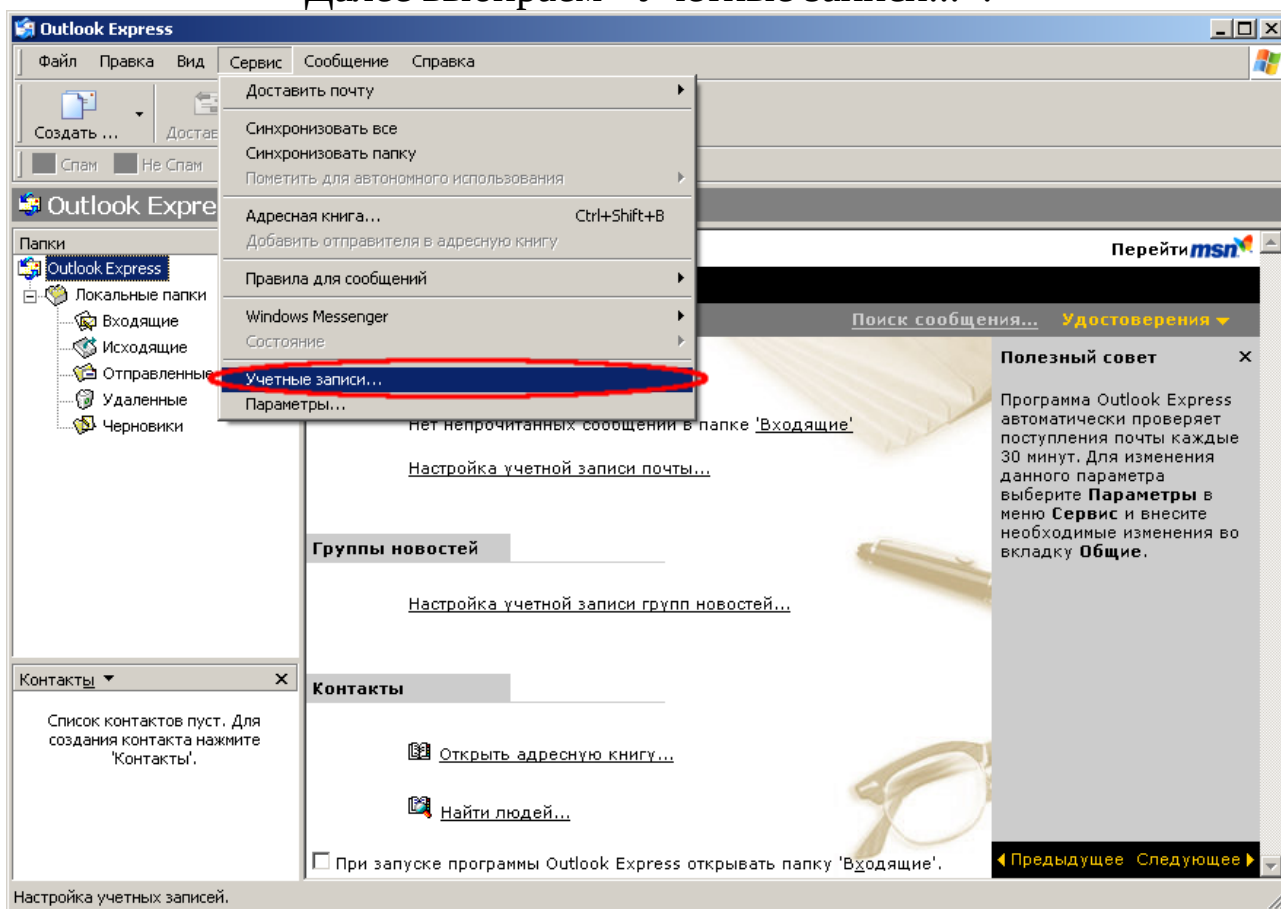 Далее выбираем "Учетные записи...".
Outlook Express
Файл Правка Вид Сервис Сообщение Справка
Создать ...
Спам Не Спам
Доставить почту
Синхронизовать все
Синхронизовать папку
Пометить для автономного использования
Адресная книга... Ctrl+Shift+B
Добавить отправителя в адресную книгу
Правила для сообщений
Windows Messenger
Состояние
Учетные записи...
Параметры...
Outlook Expre
Папки
Outlook Express
Локальные папки
Входящие
Исходящие
Отправленные
Удаленные
Черновики
Перейти msn
Поиск сообщения... Удостоверения
Нет непрочитанных сообщений в папке 'Входящие'
Настройка учетной записи почты...
Группы новостей
Настройка учетной записи групп новостей...
Контакты
Открыть адресную книгу...
Найти людей...
При запуске программы Outlook Express открывать папку 'Входящие'.
Полезный совет
Программа Outlook Express
автоматически проверяет
поступления почты каждые
30 минут. Для изменения
данного параметра
выберите Параметры в
меню Сервис и внесите
необходимые изменения во
вкладку Общие.
Предыдущее Следующее
Контакты
Список контактов пуст. Для
создания контакта нажмите
'Контакты'.
Настройка учетных записей.